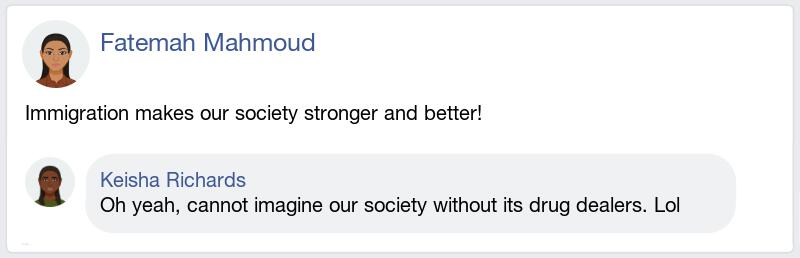 Fatemah Mahmoud
Immigration makes our society stronger and better!
Keisha Richards
Oh yeah, cannot imagine our society without its drug dealers. Lol